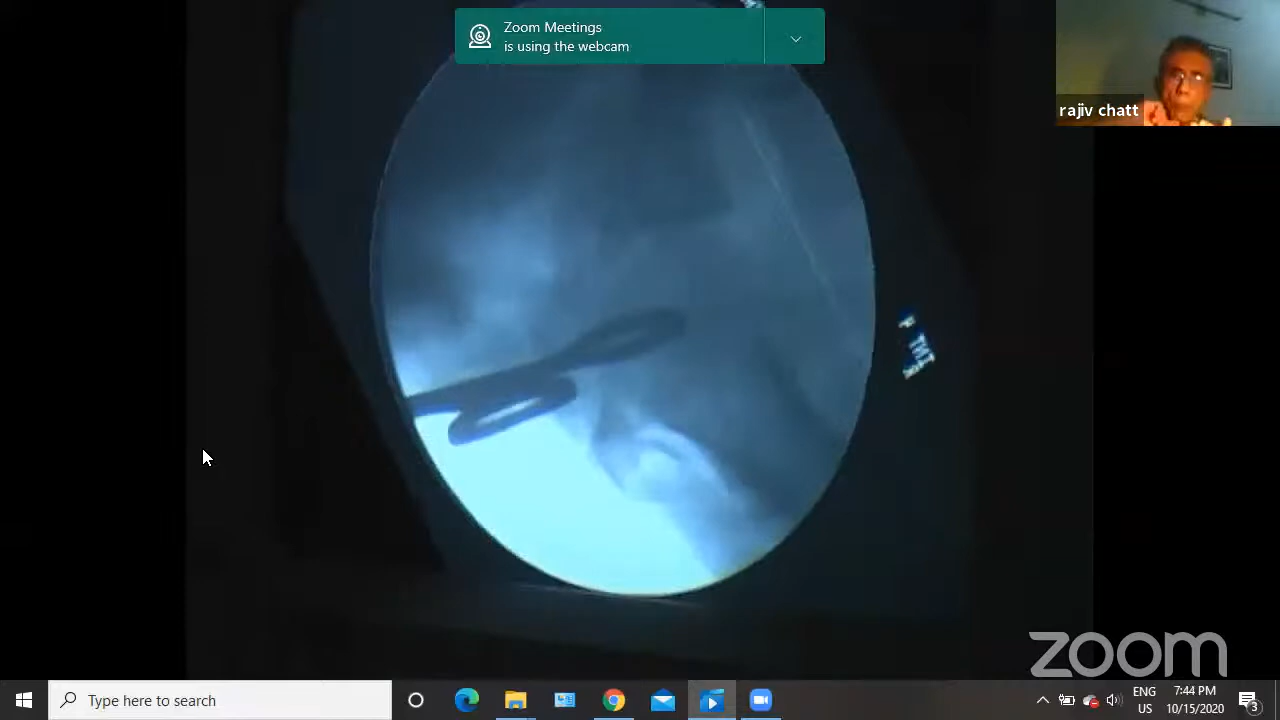 Zoom Meetings
is using the webcam
rajiv chatt
zoom
Type here to search
ENG
US
7:44 PM
10/15/2020
3